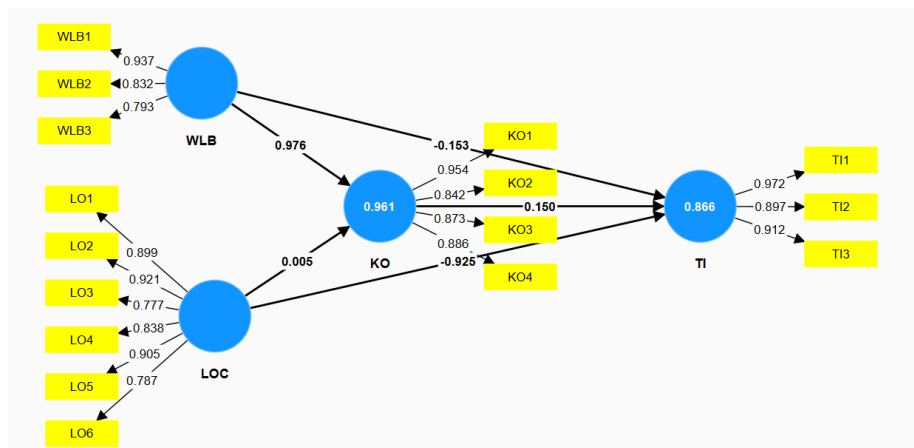 WLB1
0.937
WLB2
0.832
WLB3
0.793
WLB
0.976
-0.153
LO1
0.899
LO2
0.921
LO3
0.777
LO4
0.838
LO5
0.905
LO6
0.787
LOC
0.005
-0.925
0.961
KO
0.954
KO1
0.842
KO2
0.150
0.873
KO3
0.886
KO4
0.866
TI
0.972
TI1
0.897
TI2
0.912
TI3